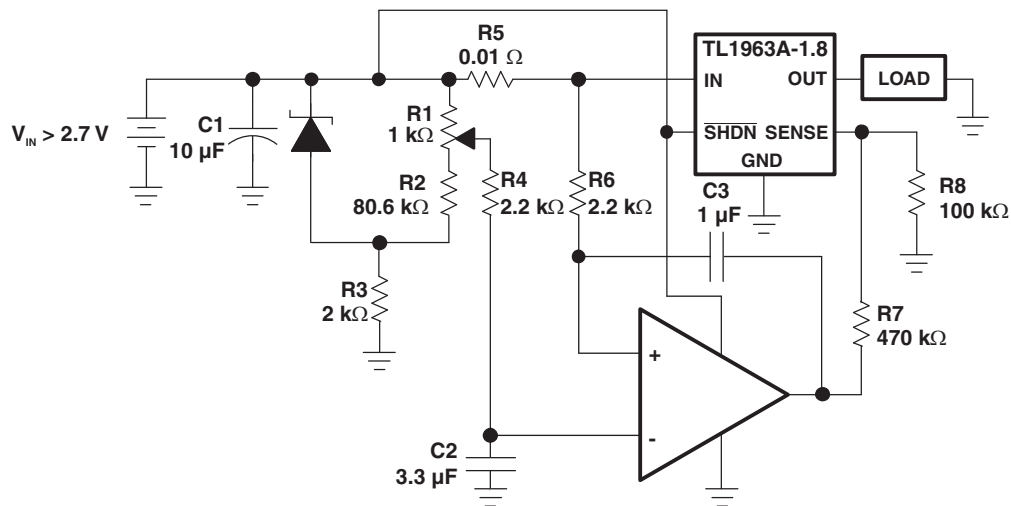 R5
0.01 Ω
TL1963A-1.8
IN
OUT
LOAD
V_IN > 2.7 V
C1
10 µF
R1
1 kΩ
SHDN
SENSE
GND
R2
80.6 kΩ
R4
2.2 kΩ
R6
2.2 kΩ
C3
1 µF
R8
100 kΩ
R3
2 kΩ
R7
470 kΩ
+
-
C2
3.3 µF